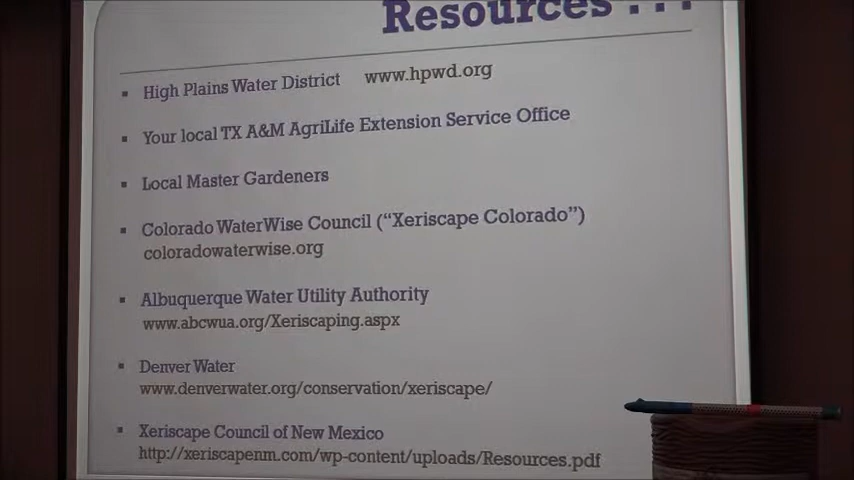 Resources . . .
High Plains Water District www.hpwd.org
Your local TX A&M AgriLife Extension Service Office
Local Master Gardeners
Colorado WaterWise Council (“Xeriscape Colorado”)
coloradowaterwise.org
Albuquerque Water Utility Authority
www.abcwua.org/Xeriscaping.aspx
Denver Water
www.denverwater.org/conservation/xeriscape/
Xeriscape Council of New Mexico
http://xeriscapenm.com/wp-content/uploads/Resources.pdf